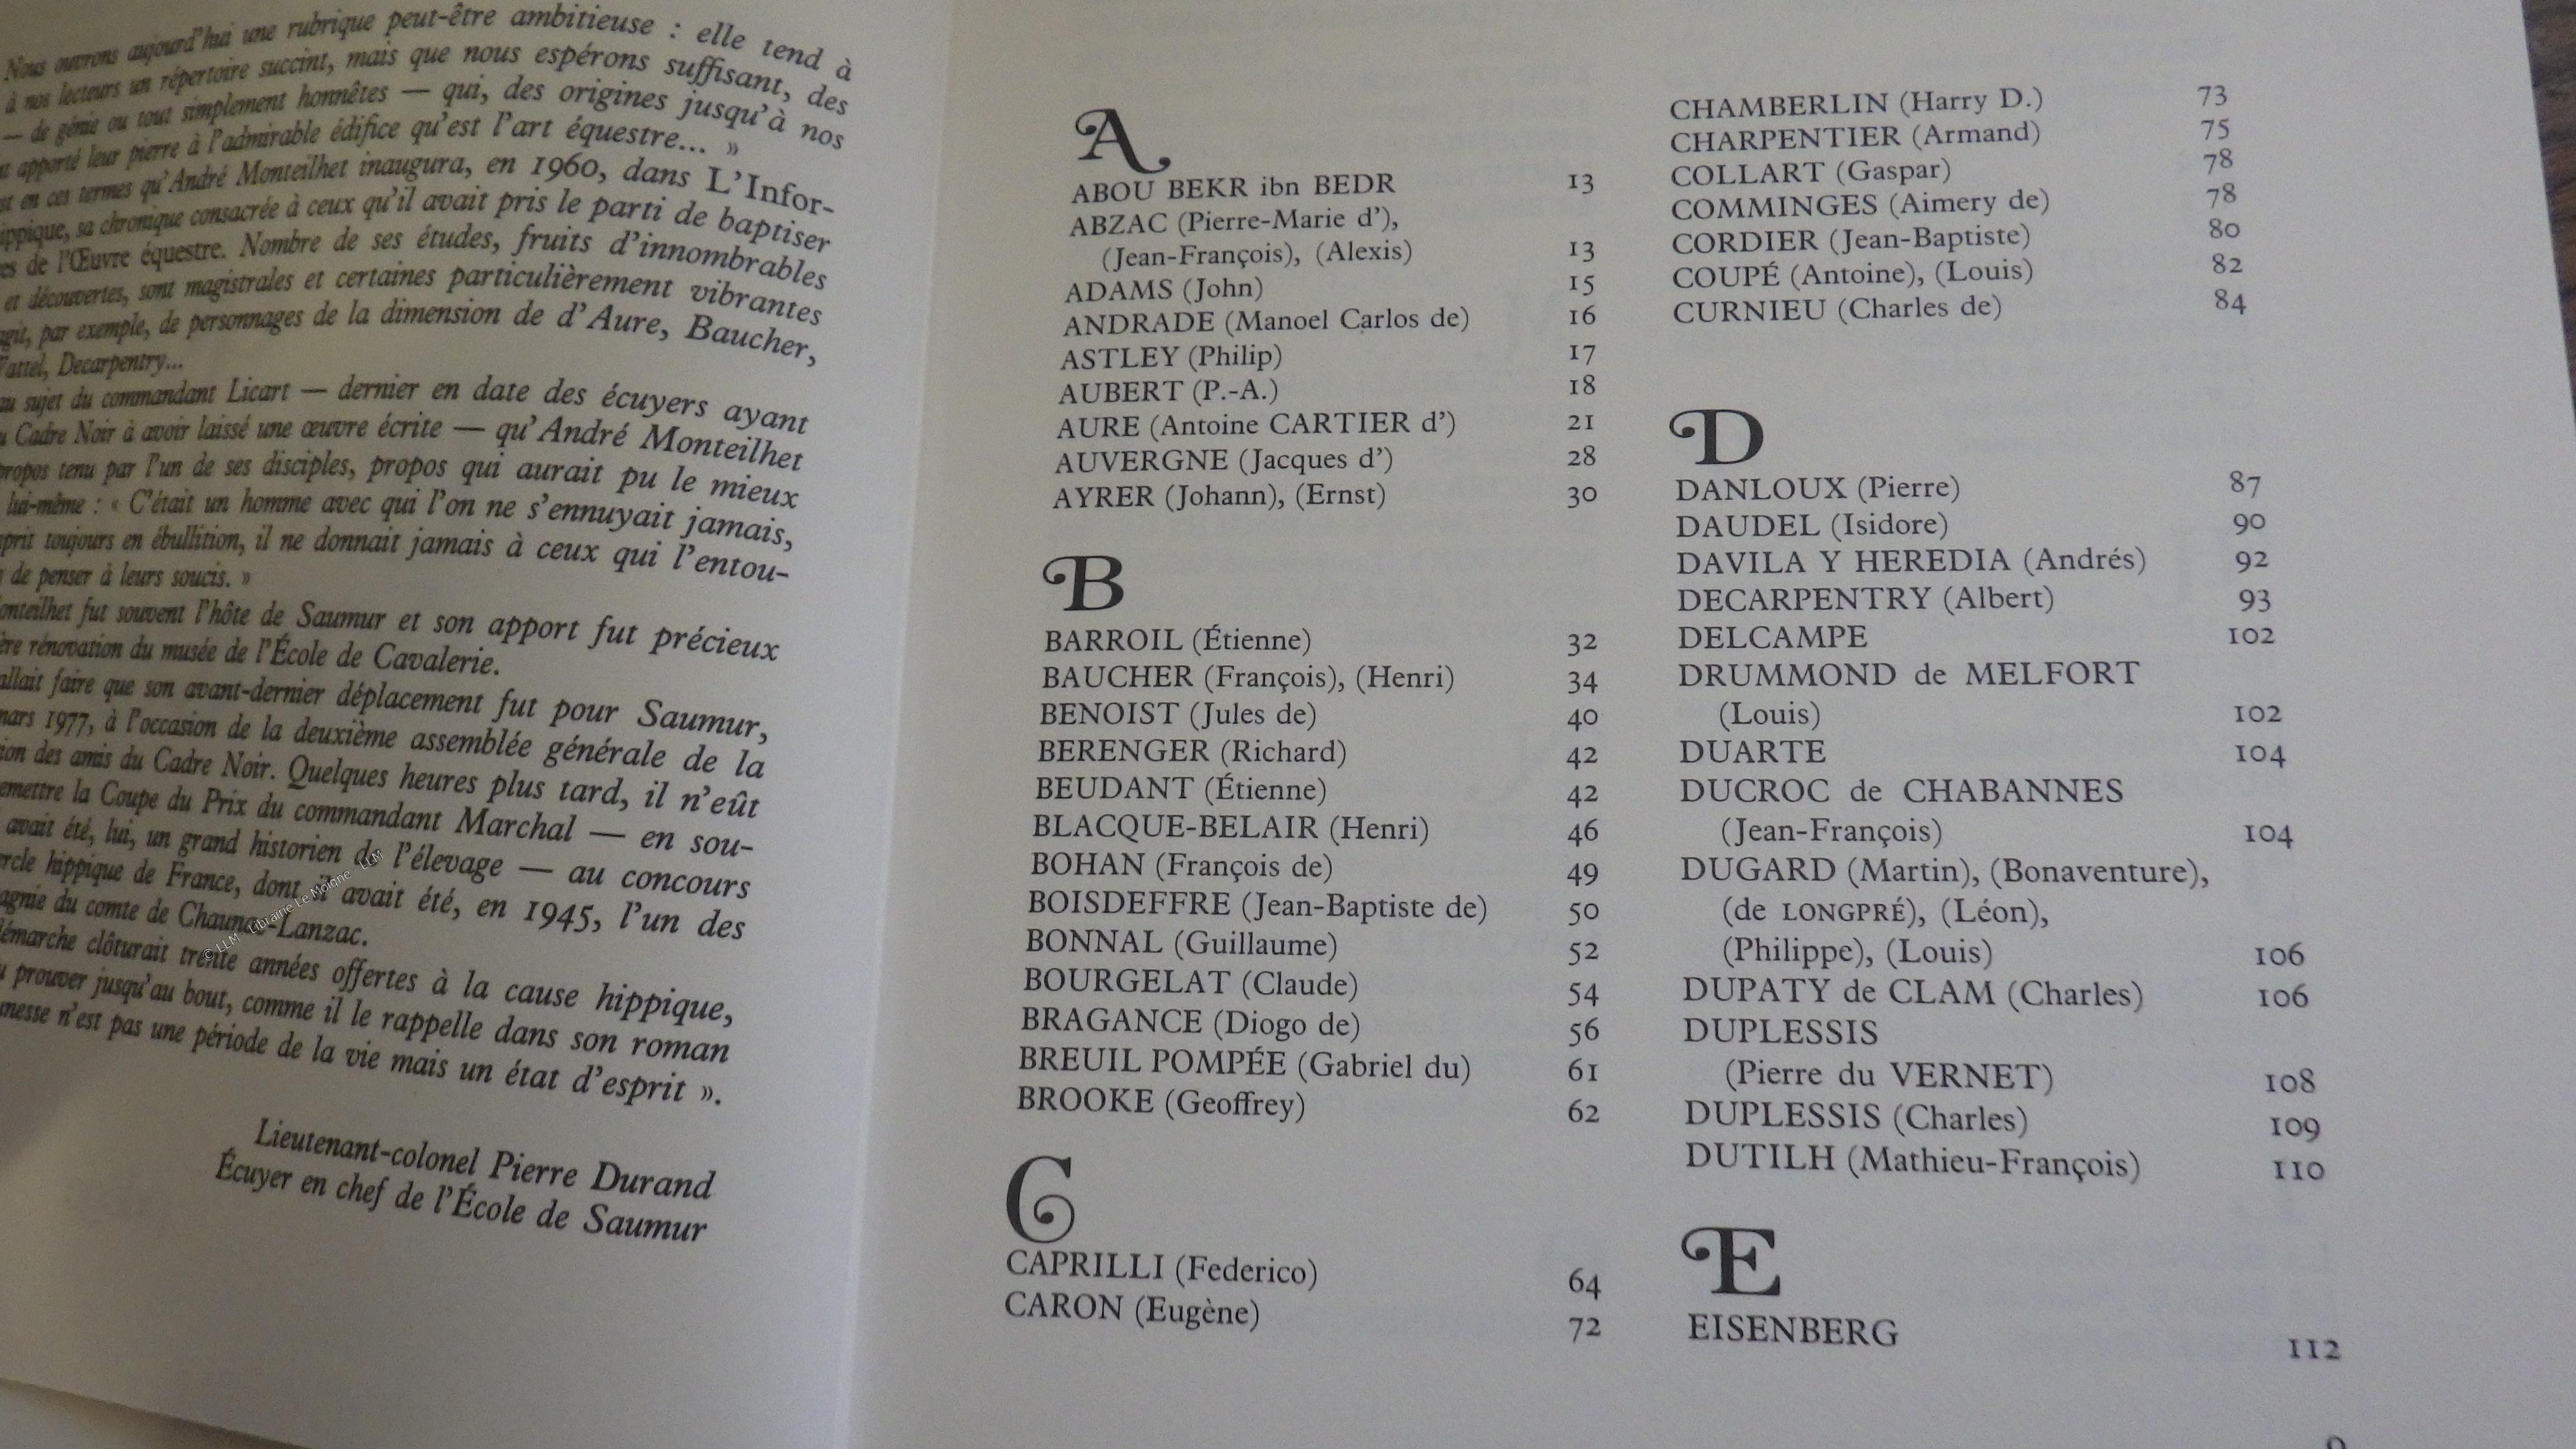 Nous ouvrons aujourd'hui une rubrique peut-être ambitieuse : elle tend à
à nos lecteurs un répertoire succint, mais que nous espérons suffisant, des
— de génie ou tout simplement honnêtes — qui, des origines jusqu'à nos
apporté leur pierre à l'admirable édifice qu'est l'art équestre... »
en ces termes qu'André Monteilhet inaugura, en 1960, dans L'Infor-
sa chronique consacrée à ceux qu'il avait pris le parti de baptiser
de l'Œuvre équestre. Nombre de ses études, fruits d'innombrables
et découvertes, sont magistrales et certaines particulièrement vibrantes
par exemple, de personnages de la dimension de d'Aure, Baucher,
Decarpentry...
au sujet du commandant Licart — dernier en date des écuyers ayant
Cadre Noir à avoir laissé une œuvre écrite — qu'André Monteilhet
propos tenu par l'un de ses disciples, propos qui aurait pu le mieux
lui-même : « C'était un homme avec qui l'on ne s'ennuyait jamais,
toujours en ébullition, il ne donnait jamais à ceux qui l'entou-
de penser à leurs soucis. »
fut souvent l'hôte de Saumur et son apport fut précieux
rénovation du musée de l'École de Cavalerie.
allait faire que son avant-dernier déplacement fut pour Saumur,
mars 1977, à l'occasion de la deuxième assemblée générale de la
des amis du Cadre Noir. Quelques heures plus tard, il n'eût
la Coupe du Prix du commandant Marchal — en sou-
avait été, lui, un grand historien de l'élevage — au concours
hippique de France, dont il avait été, en 1945, l'un des
du comte de Chaunac-Lanzac.
clôturait trente années offertes à la cause hippique,
prouver jusqu'au bout, comme il le rappelle dans son roman
n'est pas une période de la vie mais un état d'esprit ».
Lieutenant-colonel Pierre Durand
Écuyer en chef de l'École de Saumur
© LLM - Librairie Le Moigne - LLM
A
ABOU BEKR ibn BEDR 13
ABZAC (Pierre-Marie d'),
(Jean-François), (Alexis) 13
ADAMS (John) 15
ANDRADE (Manoel Carlos de) 16
ASTLEY (Philip) 17
AUBERT (P.-A.) 18
AURE (Antoine CARTIER d') 21
AUVERGNE (Jacques d') 28
AYRER (Johann), (Ernst) 30
B
BARROIL (Étienne) 32
BAUCHER (François), (Henri) 34
BENOIST (Jules de) 40
BERENGER (Richard) 42
BEUDANT (Étienne) 42
BLACQUE-BELAIR (Henri) 46
BOHAN (François de) 49
BOISDEFFRE (Jean-Baptiste de) 50
BONNAL (Guillaume) 52
BOURGELAT (Claude) 54
BRAGANCE (Diogo de) 56
BREUIL POMPÉE (Gabriel du) 61
BROOKE (Geoffrey) 62
C
CAPRILLI (Federico) 64
CARON (Eugène) 72
CHAMBERLIN (Harry D.) 73
CHARPENTIER (Armand) 75
COLLART (Gaspar) 78
COMMINGES (Aimery de) 78
CORDIER (Jean-Baptiste) 80
COUPÉ (Antoine), (Louis) 82
CURNIEU (Charles de) 84
D
DANLOUX (Pierre) 87
DAUDEL (Isidore) 90
DAVILA Y HEREDIA (Andrés) 92
DECARPENTRY (Albert) 93
DELCAMPE 102
DRUMMOND de MELFORT
(Louis) 102
DUARTE 104
DUCROC de CHABANNES
(Jean-François) 104
DUGARD (Martin), (Bonaventure),
(de LONGPRÉ), (Léon),
(Philippe), (Louis) 106
DUPATY de CLAM (Charles) 106
DUPLESSIS
(Pierre du VERNET) 108
DUPLESSIS (Charles) 109
DUTILH (Mathieu-François) 110
E
EISENBERG 112